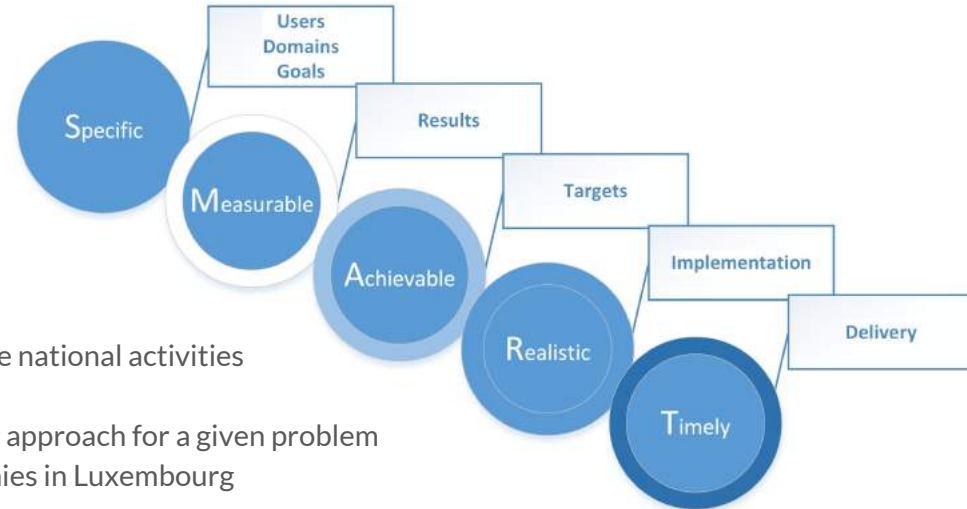 Users
Domains
Goals
Specific
Results
Measurable
Targets
Achievable
Implementation
Realistic
Delivery
Timely
e national activities
approach for a given problem
nies in Luxembourg